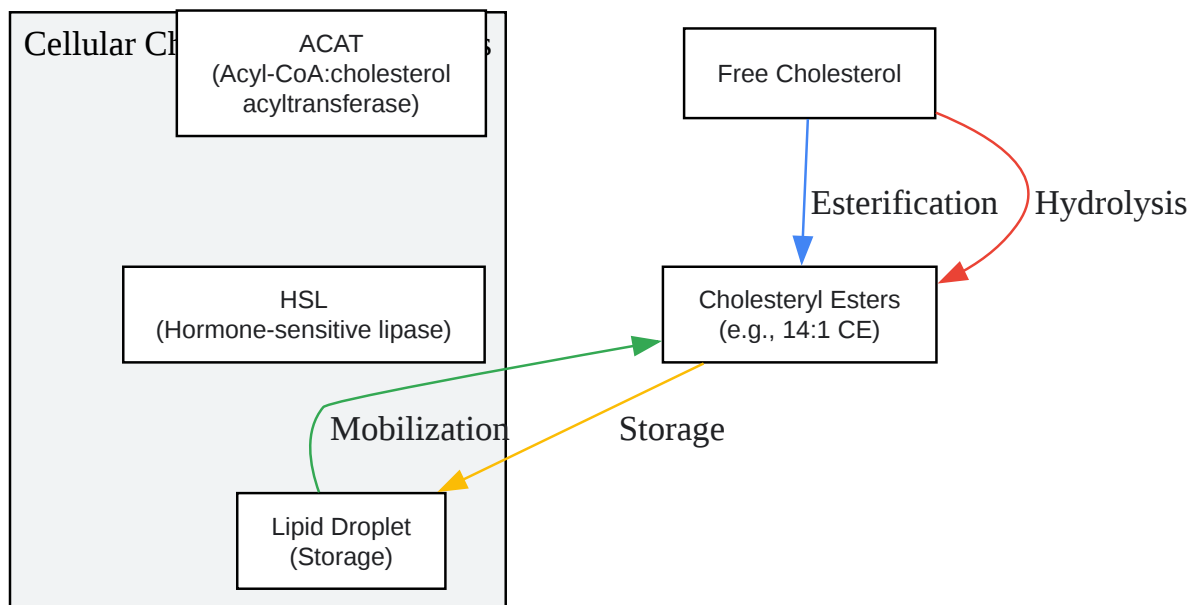 Cellular
ACAT
(Acyl-CoA:cholesterol
acyltransferase)
Free Cholesterol
Esterification
Hydrolysis
HSL
(Hormone-sensitive lipase)
Cholesteryl Esters
(e.g., 14:1 CE)
Mobilization
Storage
Lipid Droplet
(Storage)